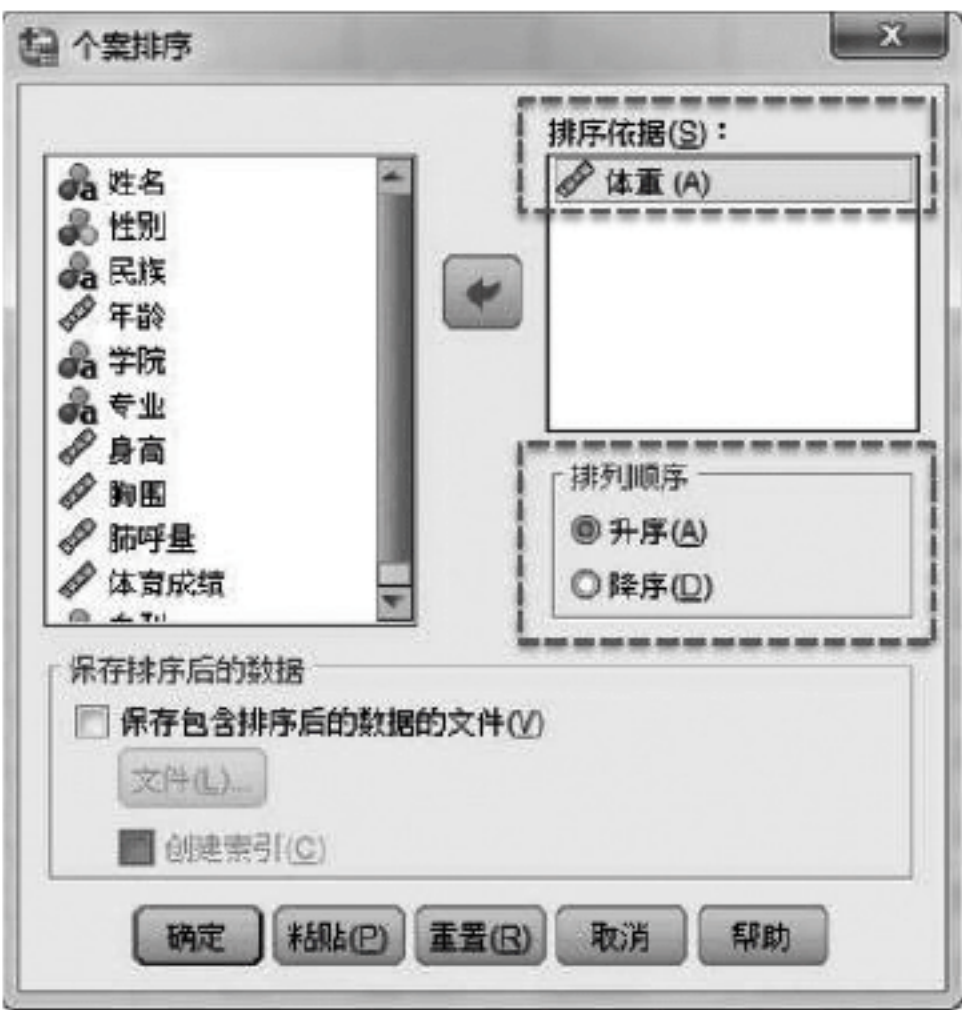 个案排序
排序依据(S)：
体重 (A)
姓名
性别
民族
年龄
学院
专业
身高
胸围
肺呼量
体育成绩
排列顺序
升序(A)
降序(D)
保存排序后的数据
保存包含排序后的数据的文件(V)
文件(L)...
创建索引(C)
确定
粘贴(P)
重置(R)
取消
帮助